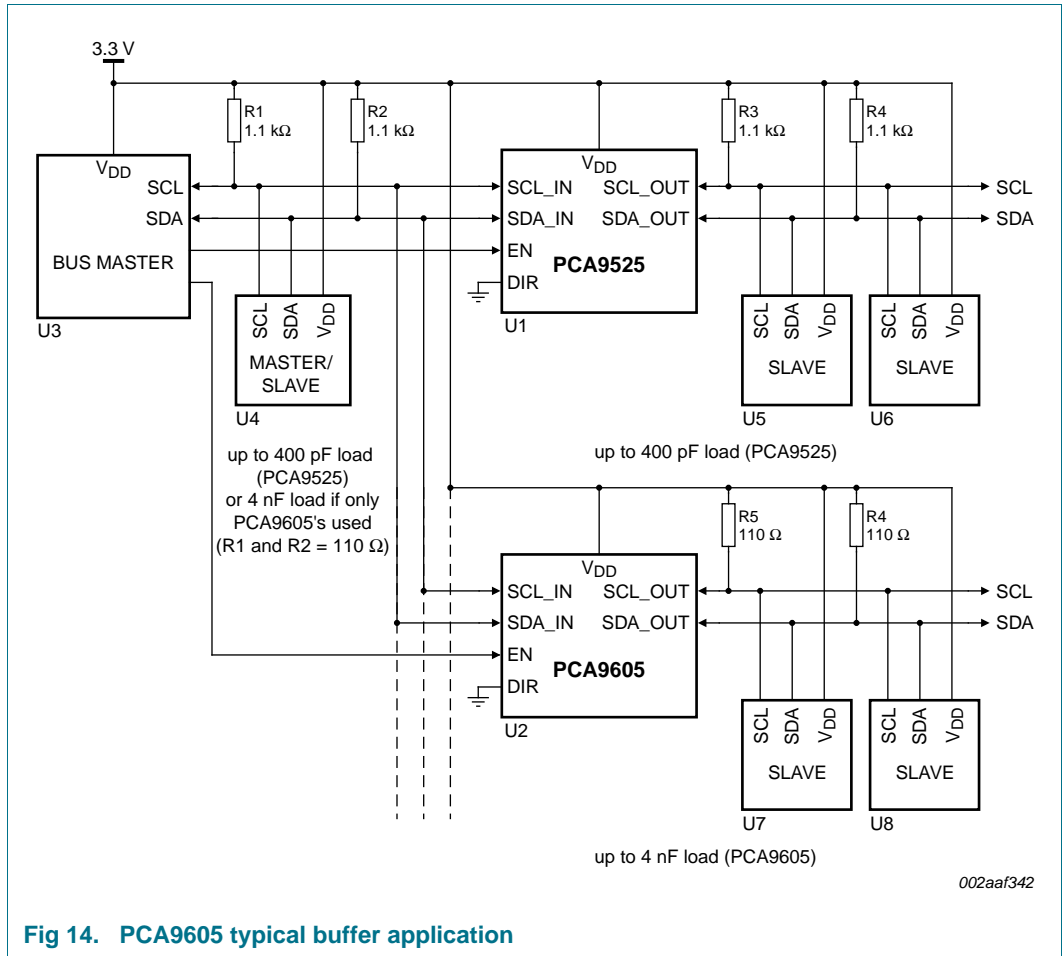 3.3 V
R1
1.1 kΩ
R2
1.1 kΩ
R3
1.1 kΩ
R4
1.1 kΩ
VDD
SCL
SDA
BUS MASTER
U3
VDD
SCL_IN
SCL_OUT
SDA_IN
SDA_OUT
EN
PCA9525
DIR
U1
SCL
SDA
SCL
SDA
VDD
MASTER/
SLAVE
U4
SCL
SDA
VDD
SLAVE
U5
SCL
SDA
VDD
SLAVE
U6
up to 400 pF load
(PCA9525)
or 4 nF load if only
PCA9605's used
(R1 and R2 = 110 Ω)
up to 400 pF load (PCA9525)
R5
110 Ω
R4
110 Ω
VDD
SCL_IN
SCL_OUT
SDA_IN
SDA_OUT
EN
PCA9605
DIR
U2
SCL
SDA
SCL
SDA
VDD
SLAVE
U7
SCL
SDA
VDD
SLAVE
U8
up to 4 nF load (PCA9605)
002aaf342
Fig 14. PCA9605 typical buffer application